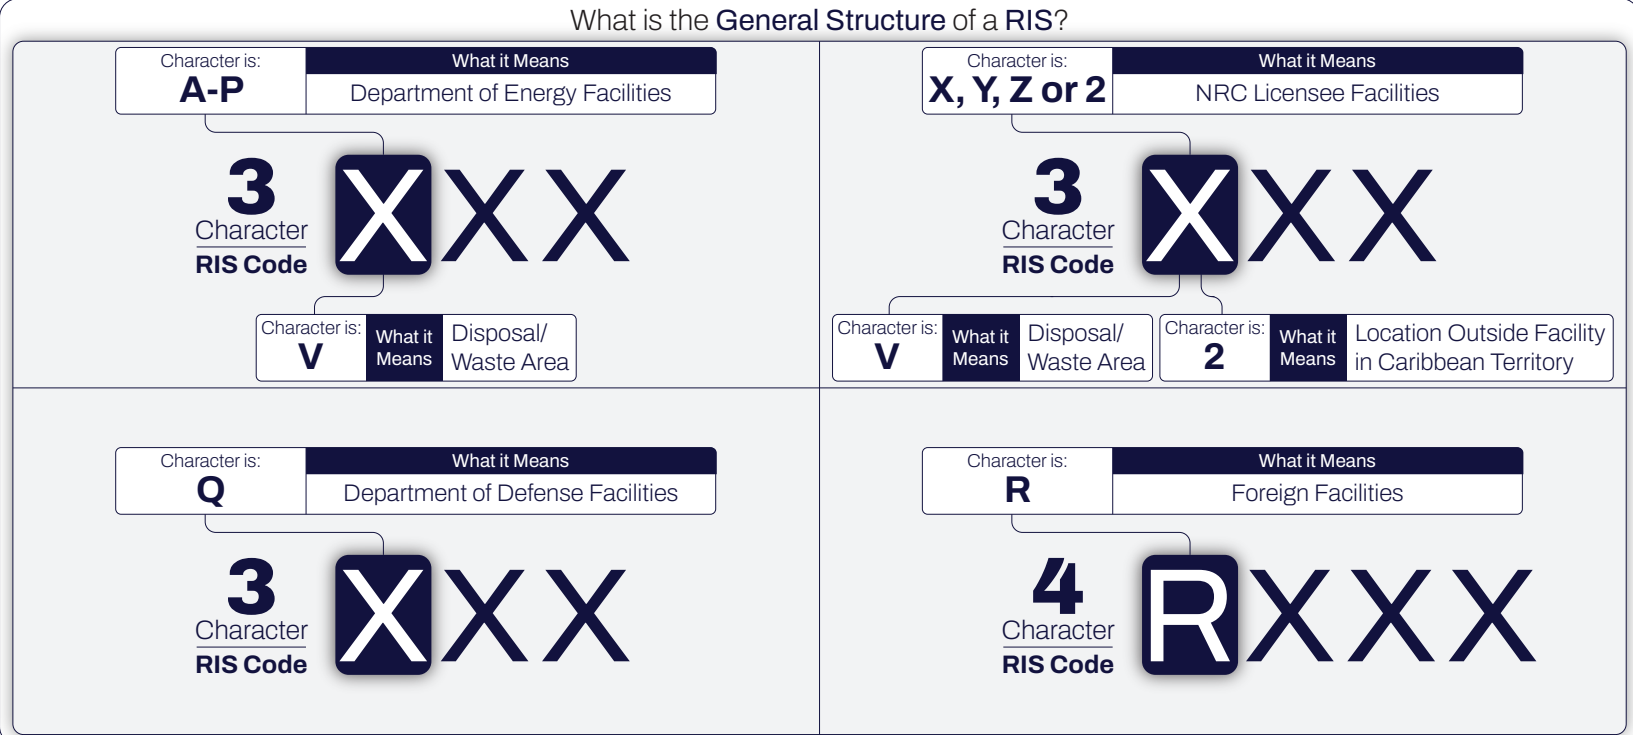 What is the General Structure of a RIS?
Character is:
A-P
What it Means
Department of Energy Facilities
3
Character
RIS Code
XXX
Character is:
V
What it
Means
Disposal/
Waste Area
Character is:
X, Y, Z or 2
What it Means
NRC Licensee Facilities
3
Character
RIS Code
XXX
Character is:
V
What it
Means
Disposal/
Waste Area
Character is:
2
What it
Means
Location Outside Facility
in Caribbean Territory
Character is:
Q
What it Means
Department of Defense Facilities
3
Character
RIS Code
XXX
Character is:
R
What it Means
Foreign Facilities
4
Character
RIS Code
RXXX